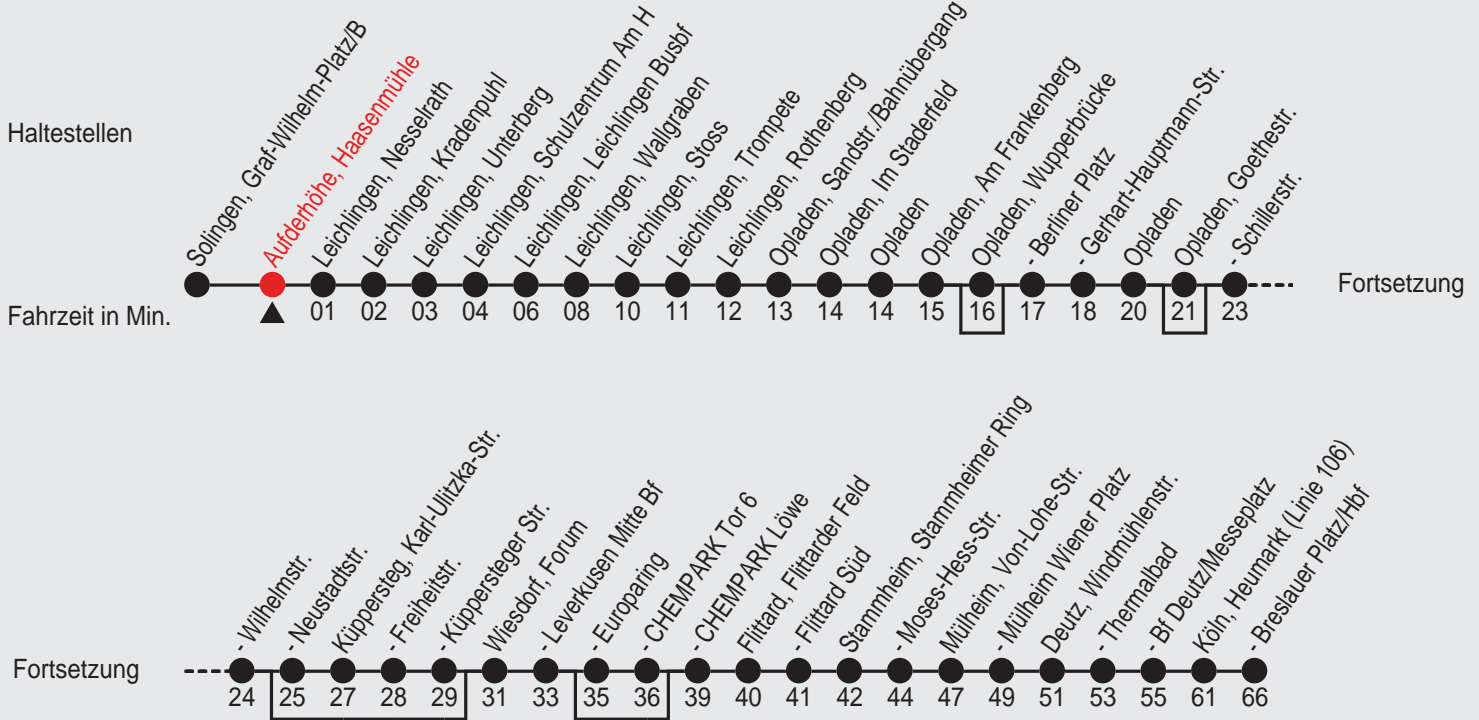 Haltestellen
Solingen, Graf-Wilhelm-Platz/B
Aufderhöhe, Haasenmühle
Leichlingen, Nesselrath
Leichlingen, Kradenpuhl
Leichlingen, Unterberg
Leichlingen, Schulzentrum Am H
Leichlingen, Leichlingen Busbf
Leichlingen, Wallgraben
Leichlingen, Stoss
Leichlingen, Trompete
Leichlingen, Rothenberg
Opladen, Sandstr./Bahnübergang
Opladen, Im Staderfeld
Opladen
Opladen, Am Frankenberg
Opladen, Wupperbrücke
- Berliner Platz
- Gerhart-Hauptmann-Str.
Opladen
Opladen, Goethestr.
- Schillerstr.
Fortsetzung
Fahrzeit in Min.
01 02 03 04 06 08 10 11 12 13 14 14 15 16 17 18 20 21 23
- Wilhelmstr.
- Neustadtstr.
Küppersteg, Karl-Ulitzka-Str.
- Freiheitstr.
- Küppersteger Str.
Wiesdorf, Forum
- Leverkusen Mitte Bf
- Europaring
- CHEMPARK Tor 6
- CHEMPARK Löwe
Flittard, Flittarder Feld
- Flittard Süd
Stammheim, Stammheimer Ring
- Moses-Hess-Str.
Mülheim, Von-Lohe-Str.
- Mülheim Wiener Platz
Deutz, Windmühlenstr.
- Thermalbad
- Bf Deutz/Messeplatz
Köln, Heumarkt (Linie 106)
- Breslauer Platz/Hbf
Fortsetzung
24 25 27 28 29 31 33 35 36 39 40 41 42 44 47 49 51 53 55 61 66